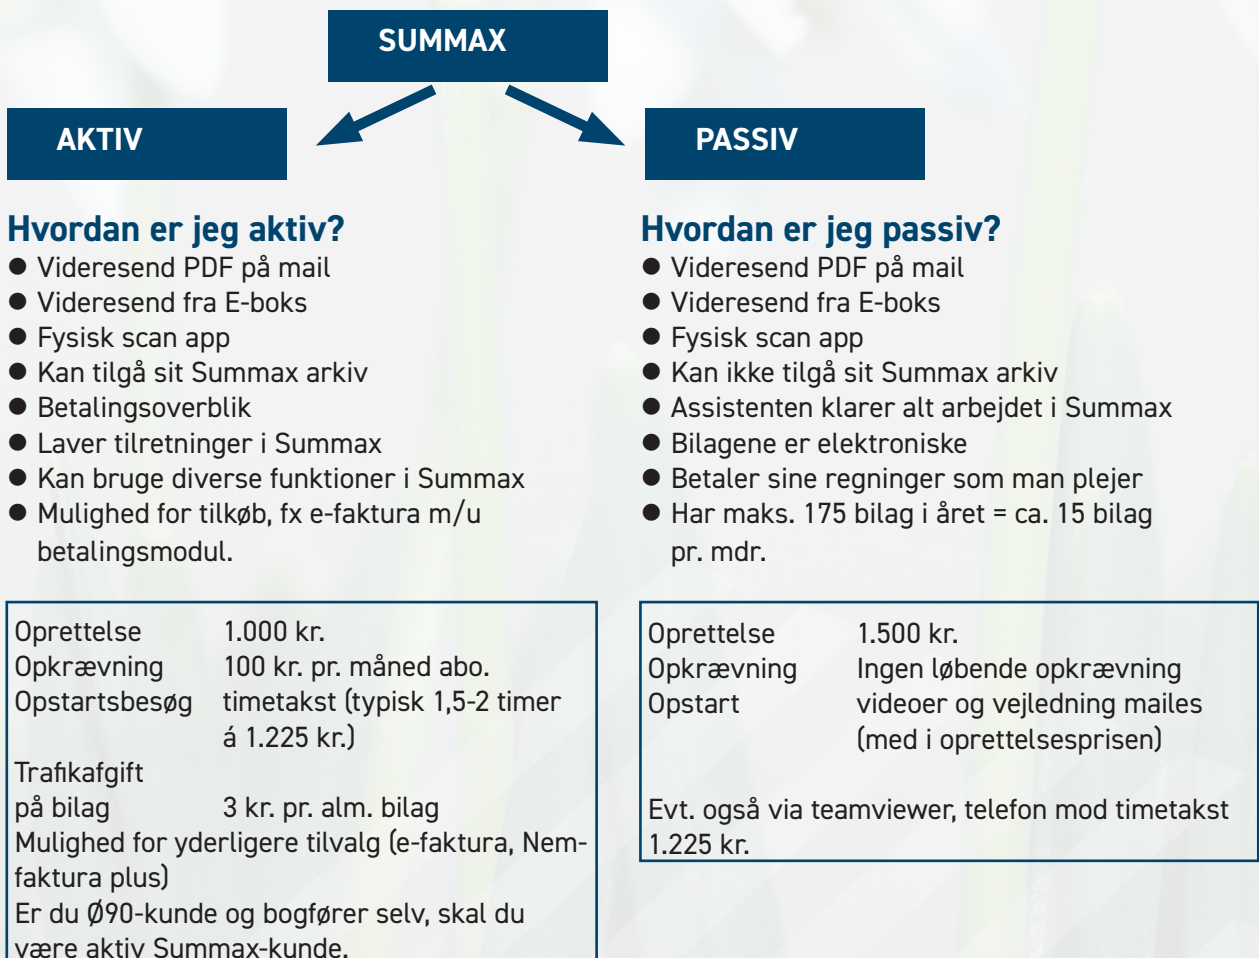 SUMMAX
AKTIV
PASSIV
Hvordan er jeg aktiv?
● Videresend PDF på mail
● Videresend fra E-boks
● Fysisk scan app
● Kan tilgå sit Summax arkiv
● Betalingsoverblik
● Laver tilretninger i Summax
● Kan bruge diverse funktioner i Summax
● Mulighed for tilkøb, fx e-faktura m/u
betalingsmodul.
Oprettelse 1.000 kr.
Opkrævning 100 kr. pr. måned abo.
Opstartsbesøg timetakst (typisk 1,5-2 timer
á 1.225 kr.)
Trafikafgift
på bilag 3 kr. pr. alm. bilag
Mulighed for yderligere tilvalg (e-faktura, Nem-
faktura plus)
Er du Ø90-kunde og bogfører selv, skal du
være aktiv Summax-kunde.
Hvordan er jeg passiv?
● Videresend PDF på mail
● Videresend fra E-boks
● Fysisk scan app
● Kan ikke tilgå sit Summax arkiv
● Assistenten klarer alt arbejdet i Summax
● Bilagene er elektroniske
● Betaler sine regninger som man plejer
● Har maks. 175 bilag i året = ca. 15 bilag
pr. mdr.
Oprettelse 1.500 kr.
Opkrævning Ingen løbende opkrævning
Opstart videoer og vejledning mailes
(med i oprettelsesprisen)
Evt. også via teamviewer, telefon mod timetakst
1.225 kr.